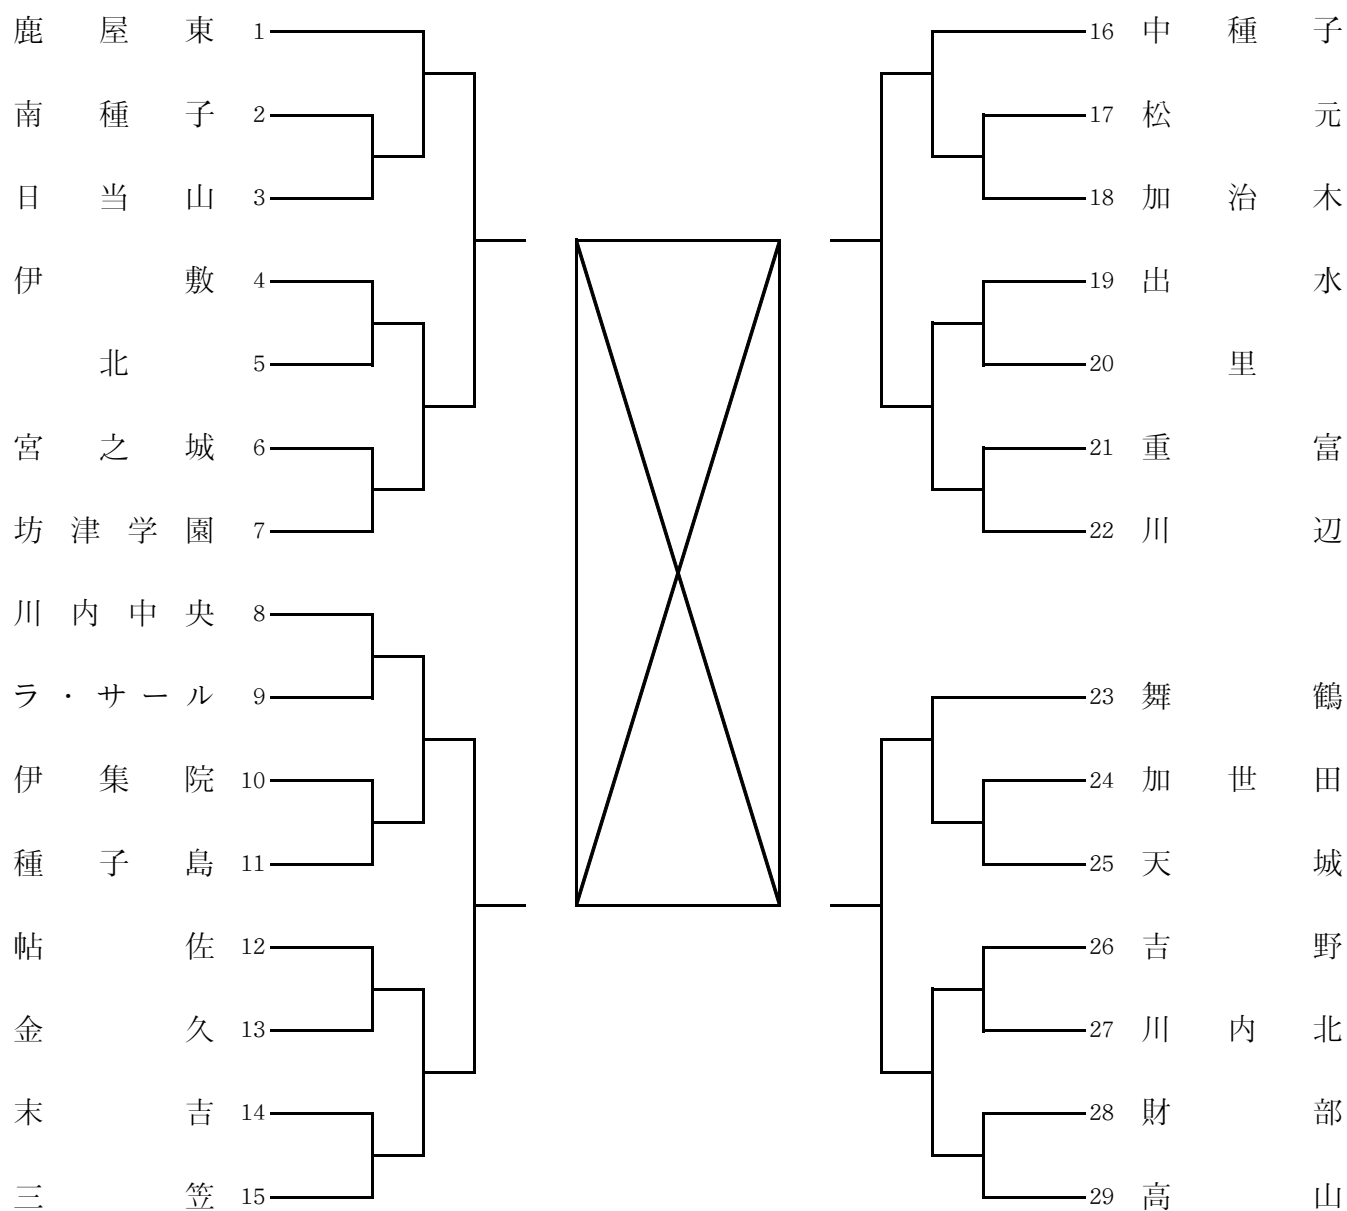 鹿屋東 1
南種子 2
日当山 3
伊敷 4
北 5
宮之城 6
坊津学園 7
川内中央 8
ラ・サール 9
伊集院 10
種子島 11
帖佐 12
金久 13
末吉 14
三笠 15
16 中種子
17 松元
18 加治木
19 出水
20 里
21 重富
22 川辺
23 舞鶴
24 加世田
25 天城
26 吉野
27 川内北
28 財部
29 高山